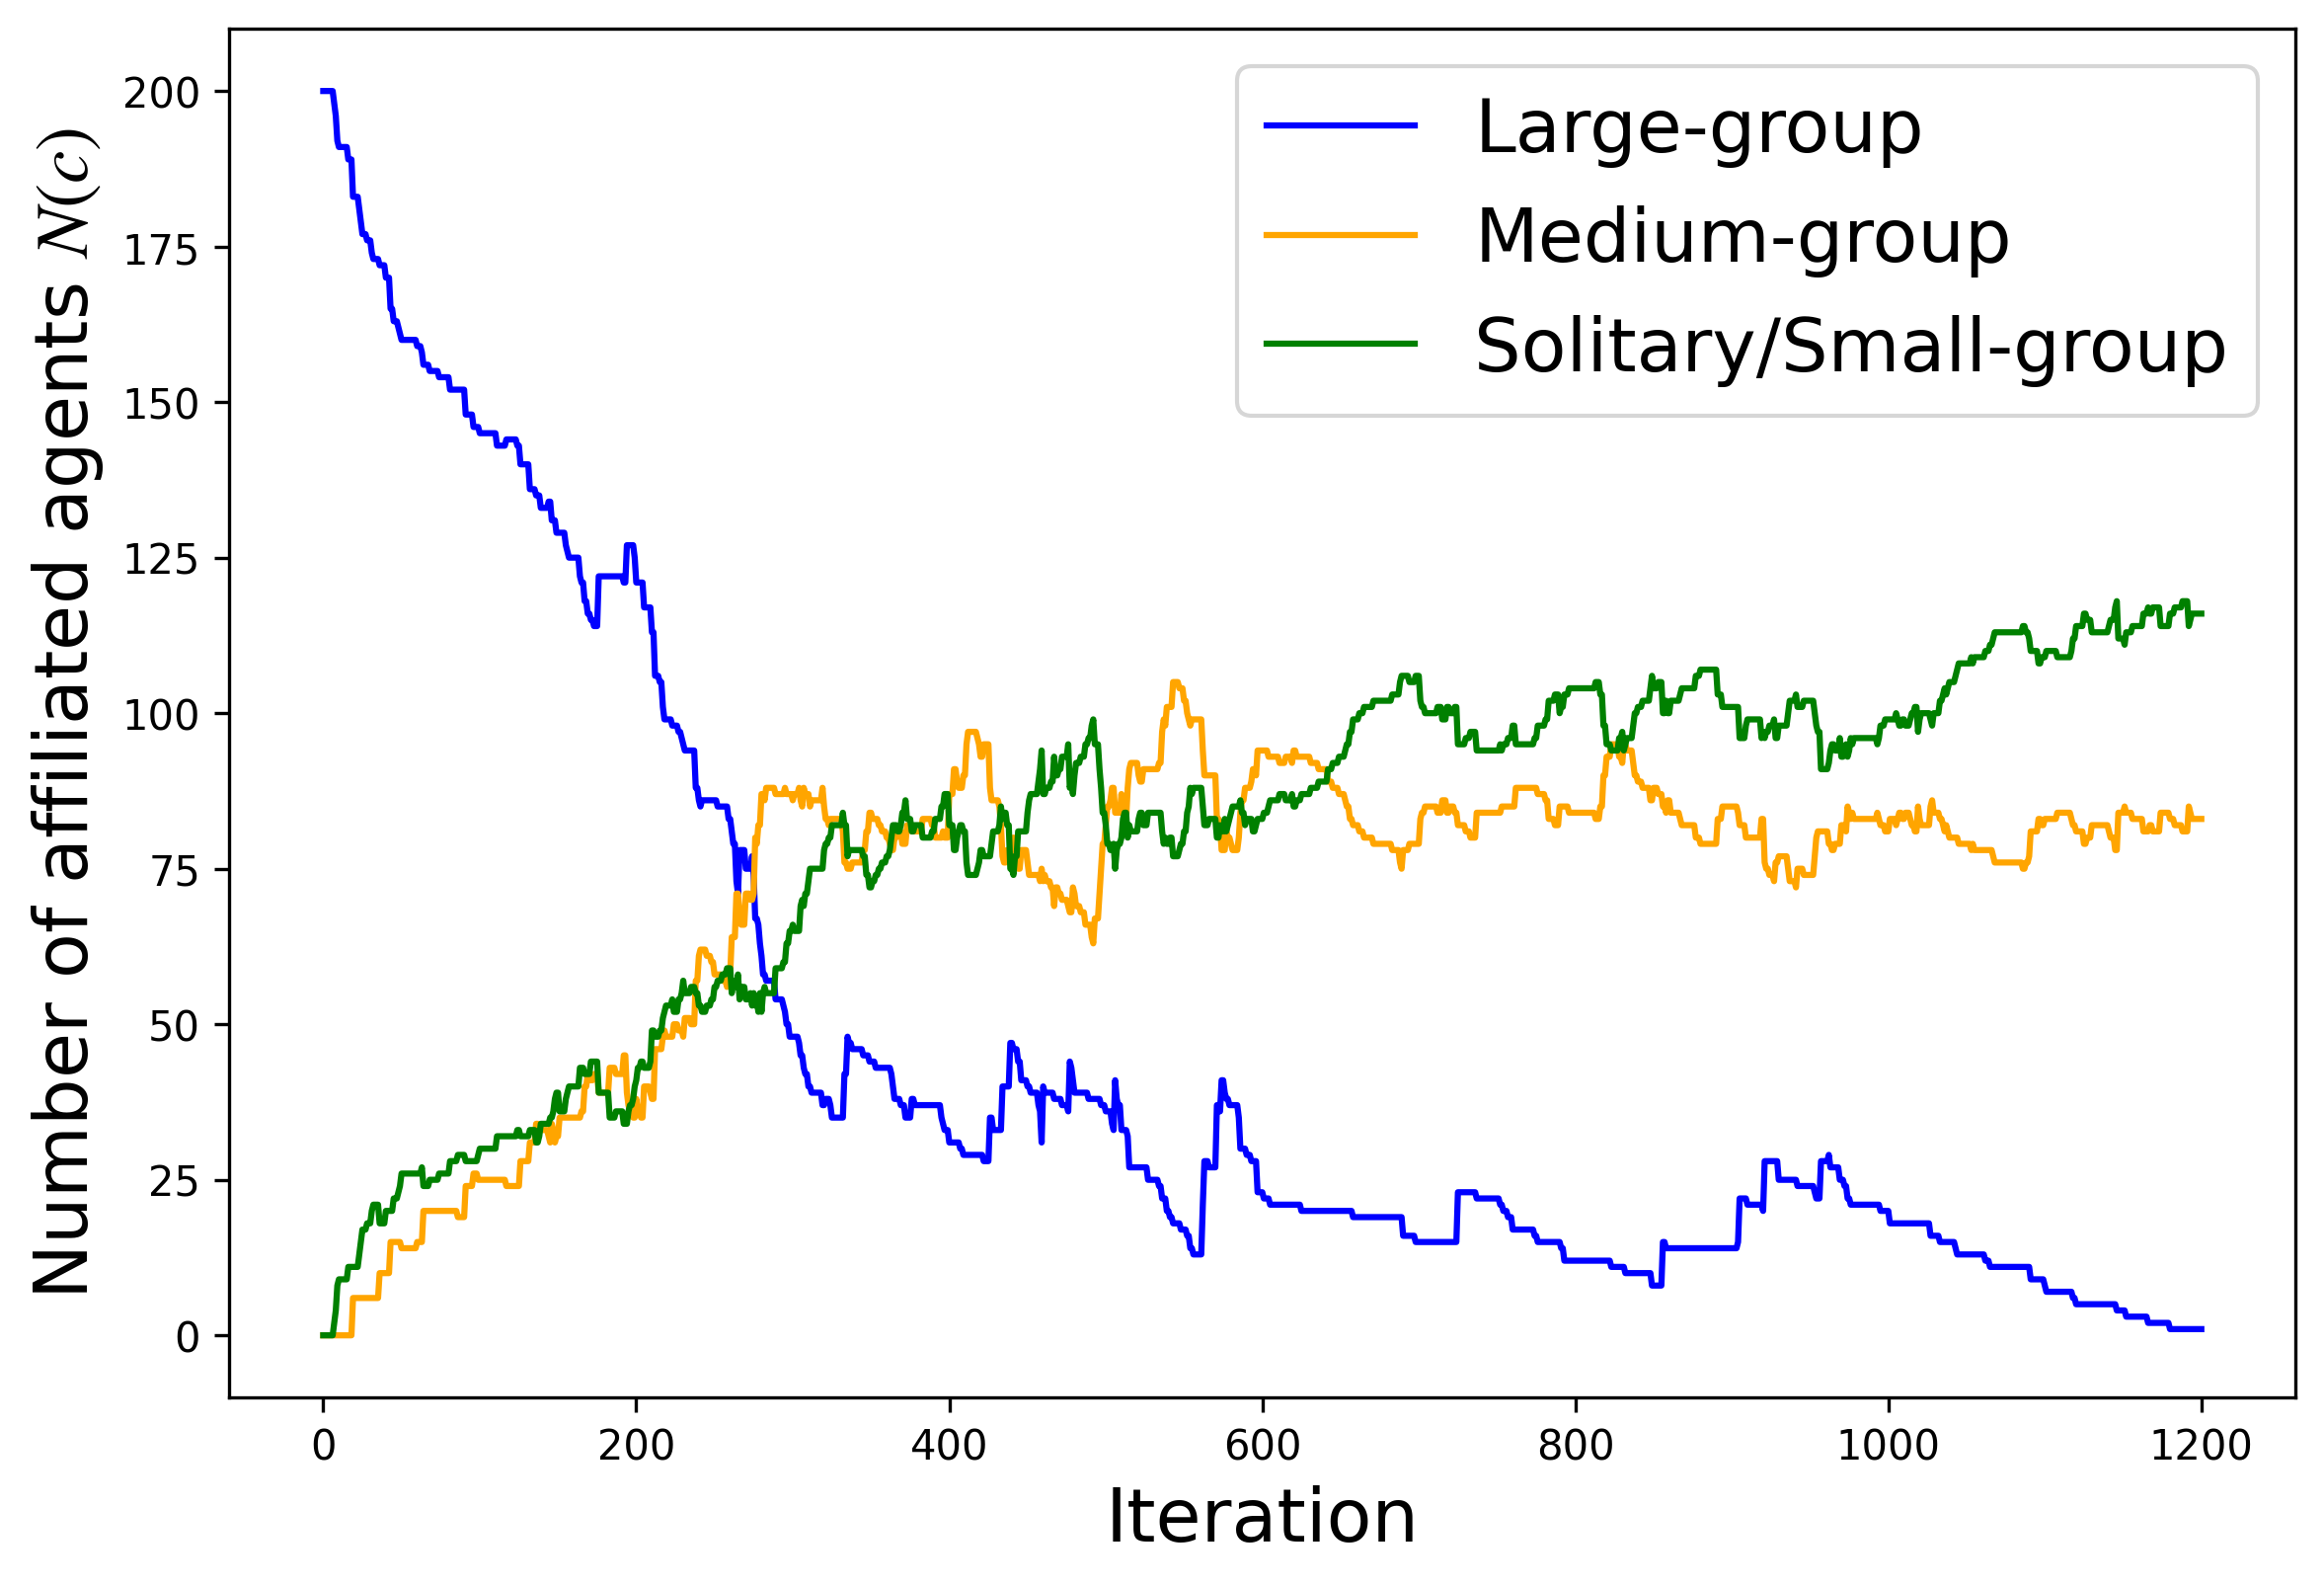 Number of affiliated agents N(c)
200
175
150
125
100
75
50
25
0
Large-group
Medium-group
Solitary/Small-group
0 200 400 600 800 1000 1200
Iteration